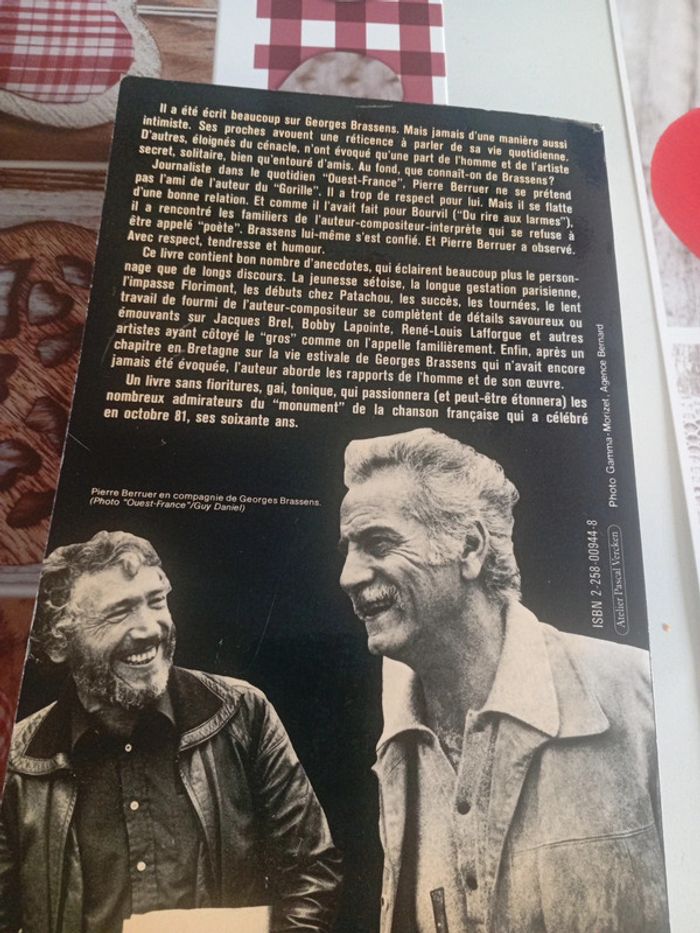 Il a été écrit beaucoup sur Georges Brassens. Mais jamais d'une manière aussi
intimiste. Ses proches avouent une réticence à parler de sa vie quotidienne.
D'autres, éloignés du cénacle, n'ont évoqué qu'une part de l'homme et de l'artiste
secret, solitaire, bien qu'entouré d'amis. Au fond, que connaît-on de Brassens?
Journaliste dans le quotidien "Ouest-France", Pierre Berruer ne se prétend
pas l'ami de l'auteur du "Gorille". Il a trop de respect pour lui. Mais il se flatte
d'une bonne relation. Et comme il l'avait fait pour Bourvil ("Du rire aux larmes"),
il a rencontré les familiers de l'auteur-compositeur-interprète qui se refuse à
être appelé "poète". Brassens lui-même s'est confié. Et Pierre Berruer a observé.
Avec respect, tendresse et humour.
Ce livre contient bon nombre d'anecdotes, qui éclairent beaucoup plus le person-
nage que de longs discours. La jeunesse sétoise, la longue gestation parisienne,
l'impasse Florimont, les débuts chez Patachou, les succès, les tournées, le lent
travail de fourmi de l'auteur-compositeur se complètent de détails savoureux ou
émouvants sur Jacques Brel, Bobby Lapointe, René-Louis Lafforgue et autres
artistes ayant côtoyé le "gros" comme on l'appelle familièrement. Enfin, après un
chapitre en Bretagne sur la vie estivale de Georges Brassens qui n'avait encore
jamais été évoquée, l'auteur aborde les rapports de l'homme et de son œuvre.
Un livre sans fioritures, gai, tonique, qui passionnera (et peut-être étonnera) les
nombreux admirateurs du "monument" de la chanson française qui a célébré
en octobre 81, ses soixante ans.
Pierre Berruer en compagnie de Georges Brassens.
(Photo "Ouest-France"/Guy Daniel)
Photo Gamma-Morizet, Agence Bernard
ISBN 2-258-00944-8
Atelier Pascal Vercken